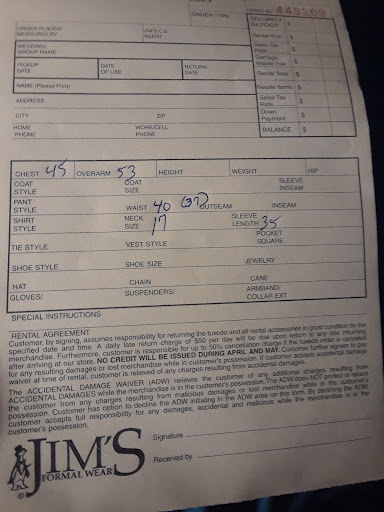 ORDER TYPE
ORDER NO. 449209
ORDER PLACED/
MEASURED BY
JIM'S C.S.
AGENT
SECURITY
DEPOSIT $
WEDDING/
GROUP NAME
Rental Fee $
Sales Tax
Rate $
PICKUP
DATE
DATE
OF USE
RETURN
DATE
Damage
Waiver Fee $
Rental Total $
NAME (Please Print)
Resale Items $
ADDRESS
Sales Tax
Rate $
CITY
ZIP
Down
Payment $
HOME
PHONE
WORK/CELL
PHONE
BALANCE $
CHEST 45 OVERARM 53 HEIGHT WEIGHT HIP
COAT
STYLE
COAT
SIZE
SLEEVE
INSEAM
PANT
STYLE
WAIST 40 (37) OUTSEAM INSEAM
SHIRT
STYLE
NECK
SIZE 17
SLEEVE
LENGTH 35
TIE STYLE VEST STYLE
POCKET
SQUARE
SHOE STYLE SHOE SIZE JEWELRY
HAT CHAIN CANE
GLOVES/ SUSPENDERS/
ARMBAND/
COLLAR EXT
SPECIAL INSTRUCTIONS
RENTAL AGREEMENT
Customer, by signing, assumes responsibility for returning the tuxedo and all rental accessories in good condition by the
specified date and time. A daily late return charge of $50 per day will be due upon return to any late returning
merchandise. Furthermore, customer is responsible for up to 50% cancellation charge if the tuxedo order is canceled
after arriving at our store. NO CREDIT WILL BE ISSUED DURING APRIL AND MAY. Customer further agrees to pay
for any resulting damages or lost merchandise while in customer's possession. If customer accepts accidental damage
waiver at time of rental, customer is relieved of any charges resulting from accidental damages.
The ACCIDENTAL DAMAGE WAIVER (ADW) relieves the customer of any additional charges resulting from
ACCIDENTAL DAMAGES while the merchandise is in the customer's possession. The ADW does NOT protect or relieve
the customer from any charges resulting from malicious damages or lost merchandise while in the customer's
possession. Customer has option to decline the ADW initialing in the ADW area on this form. By declining the ADW
customer accepts full responsibility for any damages, accidental and malicious while the merchandise is in the
customer's possession.
JIM'S
FORMAL WEAR
®
Signature
Received by